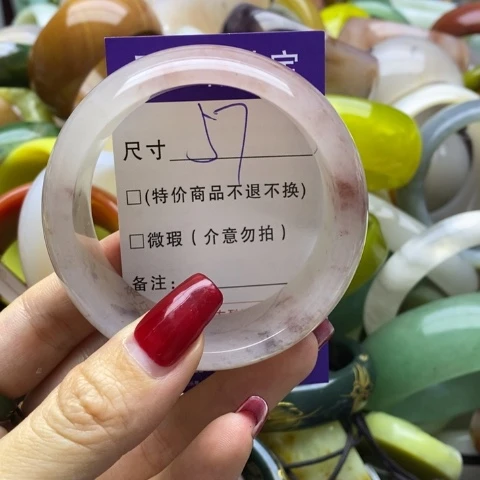 尺寸 57
□(特价商品不退不换)
□微瑕(介意勿拍)
备注: